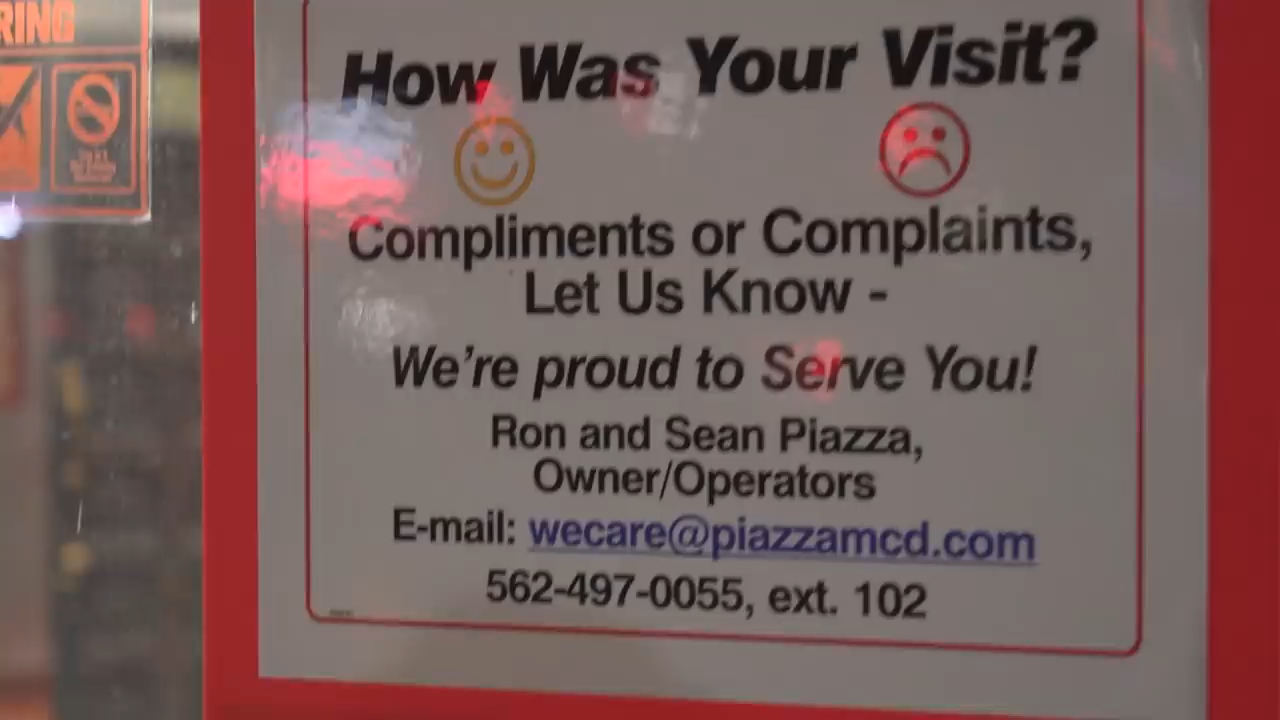 RING
How Was Your Visit?
Compliments or Complaints,
Let Us Know -
We're proud to Serve You!
Ron and Sean Piazza,
Owner/Operators
E-mail: wecare@piazzamcd.com
562-497-0055, ext. 102